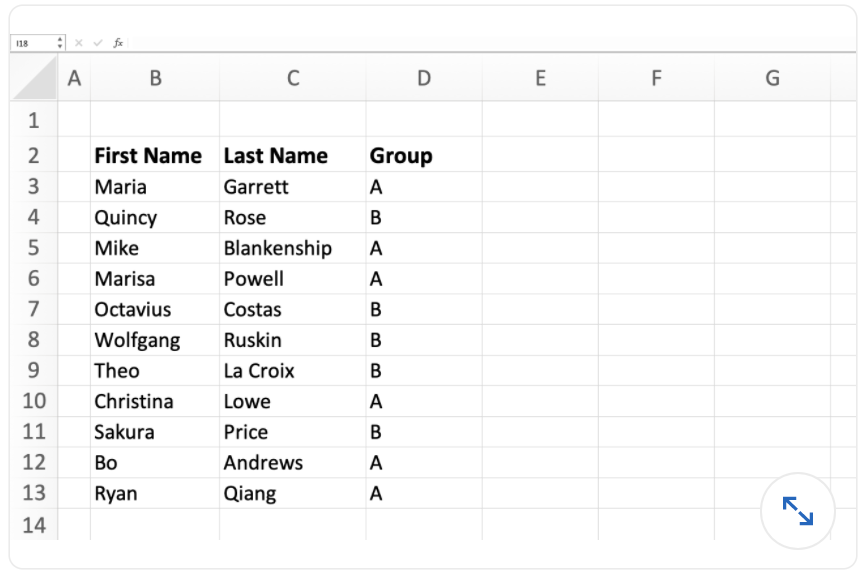 I18 fx
A B C D E F G
1
2 First Name Last Name Group
3 Maria Garrett A
4 Quincy Rose B
5 Mike Blankenship A
6 Marisa Powell A
7 Octavius Costas B
8 Wolfgang Ruskin B
9 Theo La Croix B
10 Christina Lowe A
11 Sakura Price B
12 Bo Andrews A
13 Ryan Qiang A
14